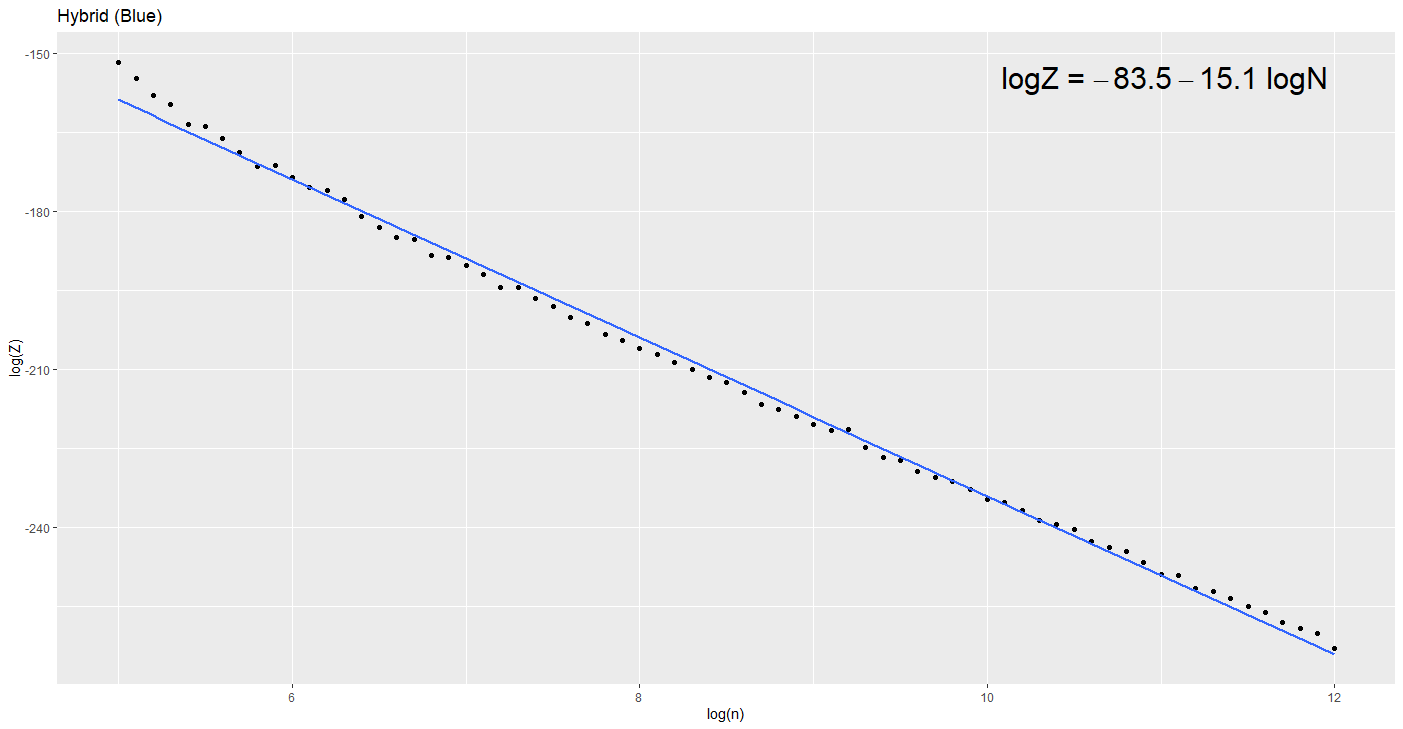 Hybrid (Blue)
logZ = −83.5 − 15.1 logN
log(Z)
-150
-180
-210
-240
6 8 10 12
log(n)